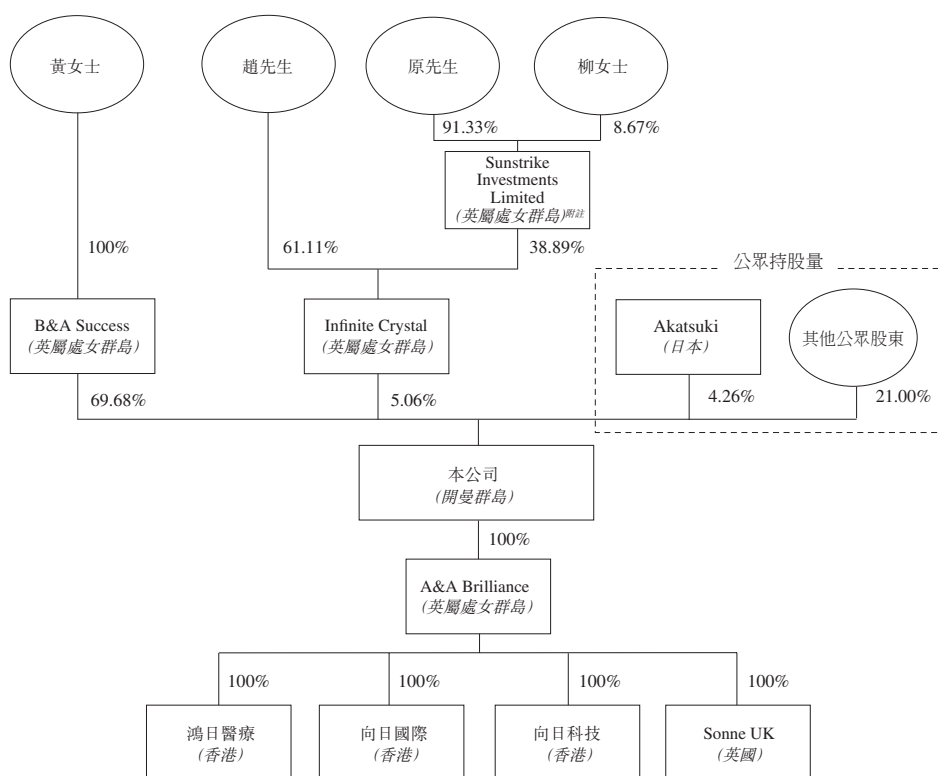 黃女士
趙先生
原先生
柳女士
91.33%
8.67%
Sunstrike
Investments
Limited
(英屬處女群島)附註
100%
61.11%
38.89%
公眾持股量
B&A Success
(英屬處女群島)
Infinite Crystal
(英屬處女群島)
Akatsuki
(日本)
其他公眾股東
69.68%
5.06%
4.26%
21.00%
本公司
(開曼群島)
100%
A&A Brilliance
(英屬處女群島)
100%
100%
100%
100%
鴻日醫療
(香港)
向日國際
(香港)
向日科技
(香港)
Sonne UK
(英國)